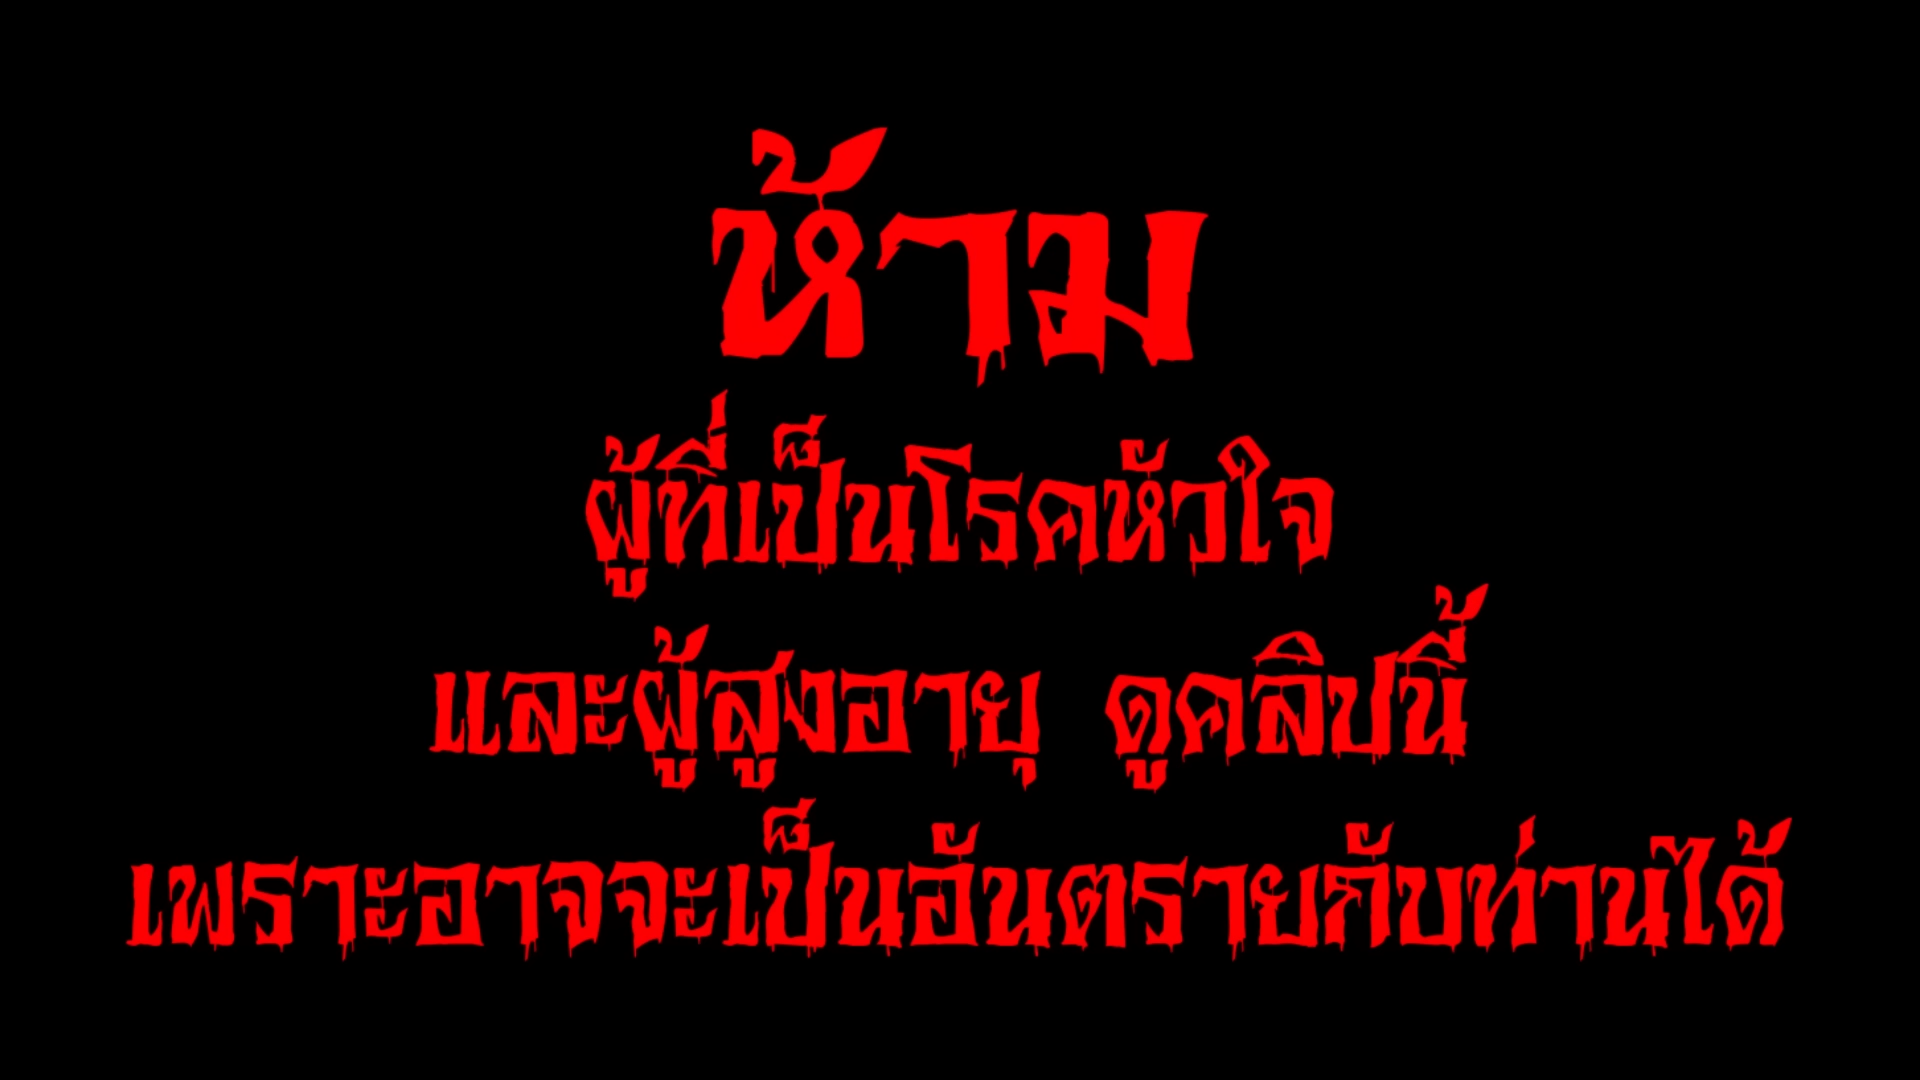 ห้าม
ผู้ที่เป็นโรคหัวใจ
และผู้สูงอายุ ดูคลิปนี้
เพราะอาจจะเป็นอันตรายกับท่านได้